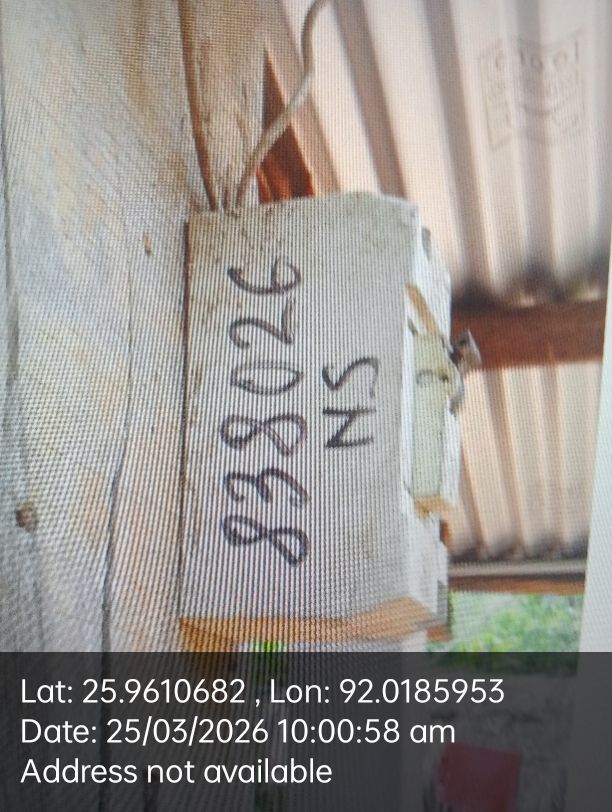 838026
NS
Lat: 25.9610682 , Lon: 92.0185953
Date: 25/03/2026 10:00:58 am
Address not available